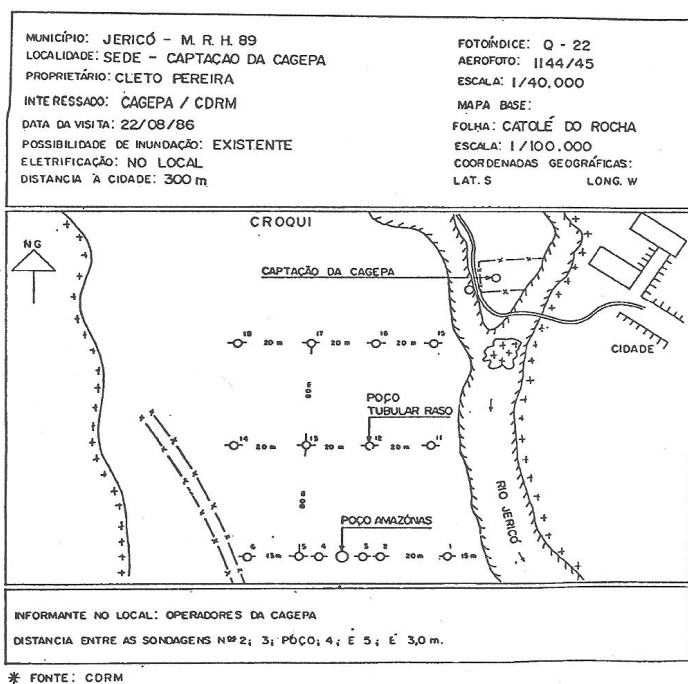 MUNICÍPIO: JERICÓ - M. R. H. 89
LOCALIDADE: SEDE - CAPTAÇAO DA CAGEPA
PROPRIETÁRIO: CLETO PEREIRA
INTERESSADO: CAGEPA / CDRM
DATA DA VISITA: 22/08/86
POSSIBILIDADE DE INUNDAÇÃO: EXISTENTE
ELETRIFICAÇÃO: NO LOCAL
DISTANCIA À CIDADE: 300 m
FOTOÍNDICE: Q - 22
AEROFOTO: 1144/45
ESCALA: 1/40.000
MAPA BASE:
FOLHA: CATOLÉ DO ROCHA
ESCALA: 1/100.000
COORDENADAS GEOGRÁFICAS:
LAT. S LONG. W
CROQUI
NG
CAPTAÇÃO DA CAGEPA
CIDADE
18 20 m 17 20 m 16 20 m 15
POÇO
TUBULAR RASO
14 20 m 13 20 m 12 20 m 11
RIO JERICÓ
POÇO AMAZÔNAS
6 13 m 5 4 3 2 20 m 1 15 m
INFORMANTE NO LOCAL: OPERADORES DA CAGEPA
DISTANCIA ENTRE AS SONDAGENS Nºs 2; 3; POÇO; 4; E 5; É 3,0 m.
* FONTE: CDRM